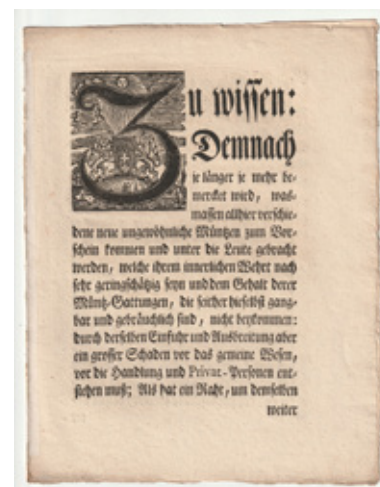 Zu wissen:
Demnach
je länger je mehr be-
mercket wird, was-
massen allhier verschie-
dene neue ungewöhnliche Müntzen zum Vor-
schein kommen und unter die Leute gebracht
werden, welche ihrem innerlichen Wehrt nach
sehr geringschätzig seyn und dem Gehalt derer
Müntz-Gattungen, die seither hieselbst gang-
bar und gebräuchlich sind, nicht beykommen:
durch derselben Einfuhr und Ausbreitung aber
ein grosser Schaden vor das gemeine Wesen,
vor die Handlung und Privat-Persohnen ent-
stehen muß; Als hat ein Raht, um demselben
weiter